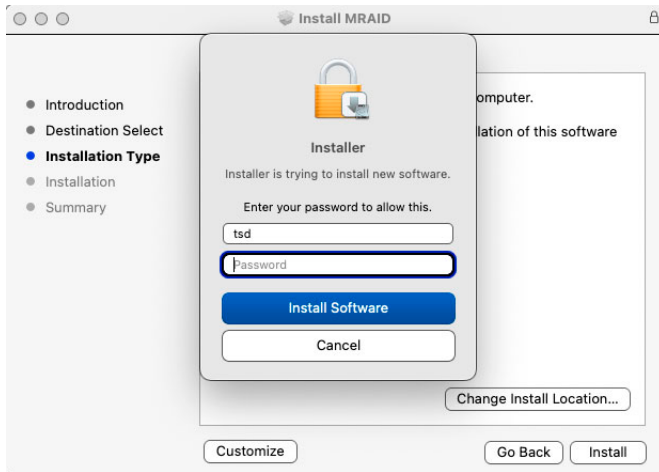 Install MRAID
Introduction
Destination Select
Installation Type
Installation
Summary
omputer.
lation of this software
Installer
Installer is trying to install new software.
Enter your password to allow this.
tsd
Password
Install Software
Cancel
Change Install Location...
Customize
Go Back
Install